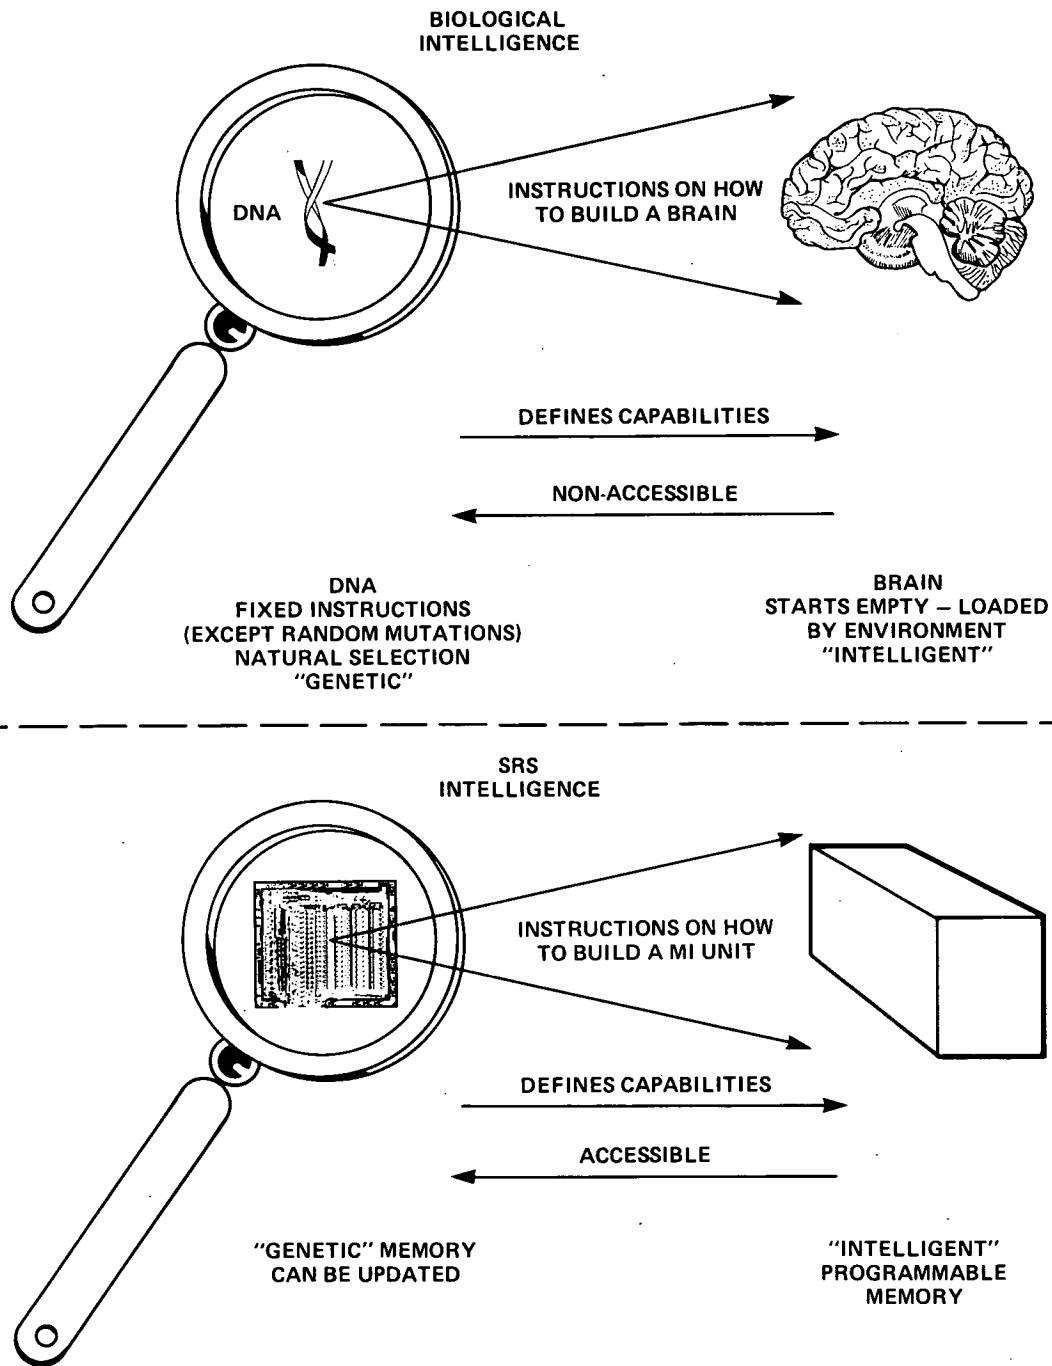 BIOLOGICAL
INTELLIGENCE
DNA
INSTRUCTIONS ON HOW
TO BUILD A BRAIN
DEFINES CAPABILITIES
NON-ACCESSIBLE
DNA
FIXED INSTRUCTIONS
(EXCEPT RANDOM MUTATIONS)
NATURAL SELECTION
"GENETIC"
BRAIN
STARTS EMPTY – LOADED
BY ENVIRONMENT
"INTELLIGENT"
SRS
INTELLIGENCE
INSTRUCTIONS ON HOW
TO BUILD A MI UNIT
DEFINES CAPABILITIES
ACCESSIBLE
"GENETIC" MEMORY
CAN BE UPDATED
"INTELLIGENT"
PROGRAMMABLE
MEMORY